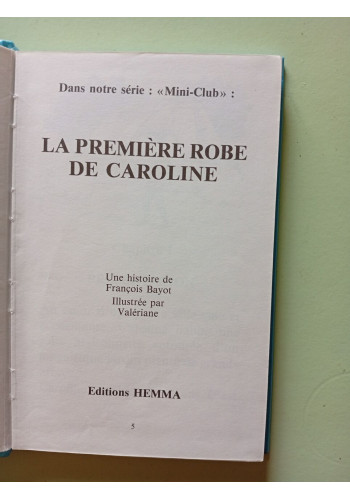 Dans notre série : «Mini-Club» :
LA PREMIÈRE ROBE
DE CAROLINE
Une histoire de
François Bayot
Illustrée par
Valériane
Editions HEMMA
5